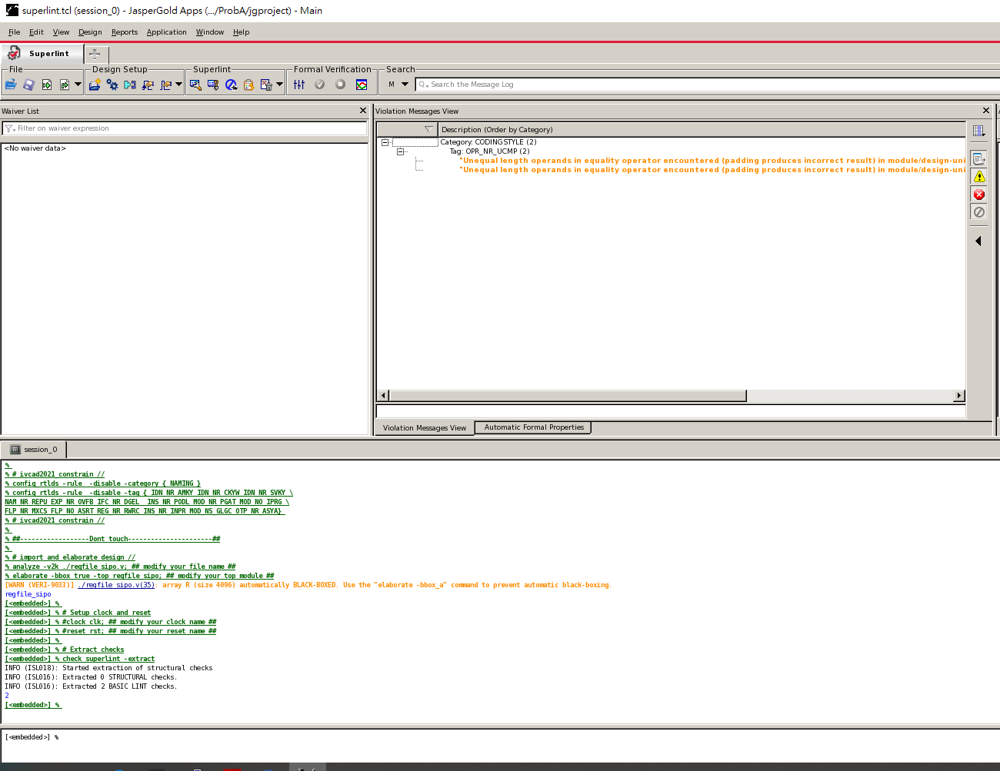 superlint.tcl (session_0) - JasperGold Apps (.../ProbA/jgproject) - Main
File Edit View Design Reports Application Window Help
Superlint
File Design Setup Superlint Formal Verification Search
M Search the Message Log
Waiver List
Filter on waiver expression
<No waiver data>
Violation Messages View
Description (Order by Category)
Category: CODINGSTYLE (2)
Tag: OPR_NR_UCMP (2)
"Unequal length operands in equality operator encountered (padding produces incorrect result) in module/design-uni
"Unequal length operands in equality operator encountered (padding produces incorrect result) in module/design-uni
Violation Messages View Automatic Formal Properties
session_0
%
% # ivcad2021 constrain //
% config_rtlds -rule  -disable -category { NAMING }
% config_rtlds -rule  -disable -tag { IDN_NR_AMKY IDN_NR_CKYW IDN_NR_SVKY \
NAM_NR_REPU EXP_NR_OVFB IFC_NR_DGEL  INS_NR_PODL MOD_NR_PGAT MOD_NO_IPRG \
FLP_NR_MXCS FLP_NO_ASRT REG_NR_RWRC INS_NR_INPR MOD_NS_GLGC OTP_NR_ASYA}
% # ivcad2021 constrain //
%
% ##------------------Dont touch----------------------##
%
% # import and elaborate design //
% analyze -v2k ./regfile_sipo.v; ## modify your file name ##
% elaborate -bbox true -top regfile_sipo; ## modify your top module ##
[WARN (VERI-9033)] ./regfile_sipo.v(35): array R (size 4096) automatically BLACK-BOXED. Use the "elaborate -bbox_a" command to prevent automatic black-boxing.
regfile_sipo
[<embedded>] %
[<embedded>] % # Setup clock and reset
[<embedded>] % #clock clk; ## modify your clock name ##
[<embedded>] % #reset rst; ## modify your reset name ##
[<embedded>] %
[<embedded>] % # Extract checks
[<embedded>] % check_superlint -extract
INFO (ISL018): Started extraction of structural checks
INFO (ISL016): Extracted 0 STRUCTURAL checks.
INFO (ISL016): Extracted 2 BASIC LINT checks.
2
[<embedded>] %
[<embedded>] %